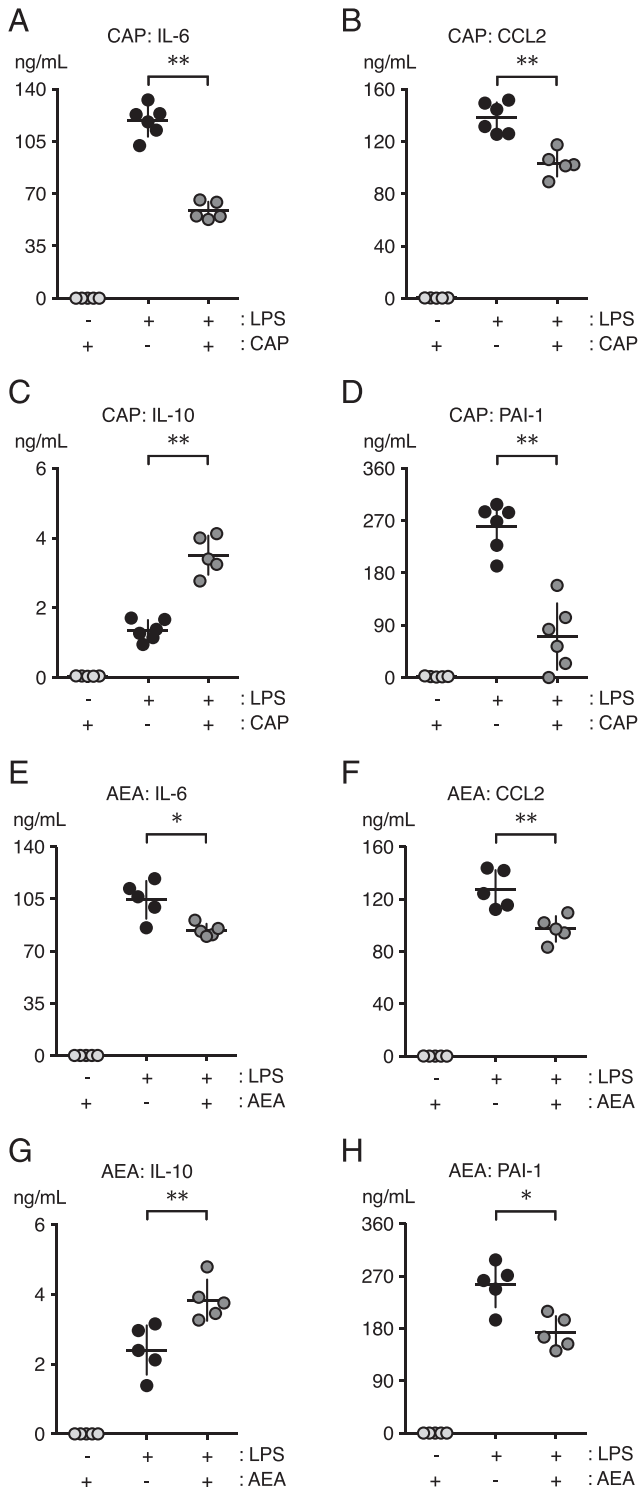 A
CAP: IL-6
ng/mL
**
140
105
70
35
0
- + + : LPS
+ - + : CAP
B
CAP: CCL2
ng/mL
**
160
120
80
40
0
- + + : LPS
+ - + : CAP
C
CAP: IL-10
ng/mL
**
6
4
2
0
- + + : LPS
+ - + : CAP
D
CAP: PAI-1
ng/mL
**
360
270
180
90
0
- + + : LPS
+ - + : CAP
E
AEA: IL-6
ng/mL
*
140
105
70
35
0
- + + : LPS
+ - + : AEA
F
AEA: CCL2
ng/mL
**
160
120
80
40
0
- + + : LPS
+ - + : AEA
G
AEA: IL-10
ng/mL
**
6
4
2
0
- + + : LPS
+ - + : AEA
H
AEA: PAI-1
ng/mL
*
360
270
180
90
0
- + + : LPS
+ - + : AEA